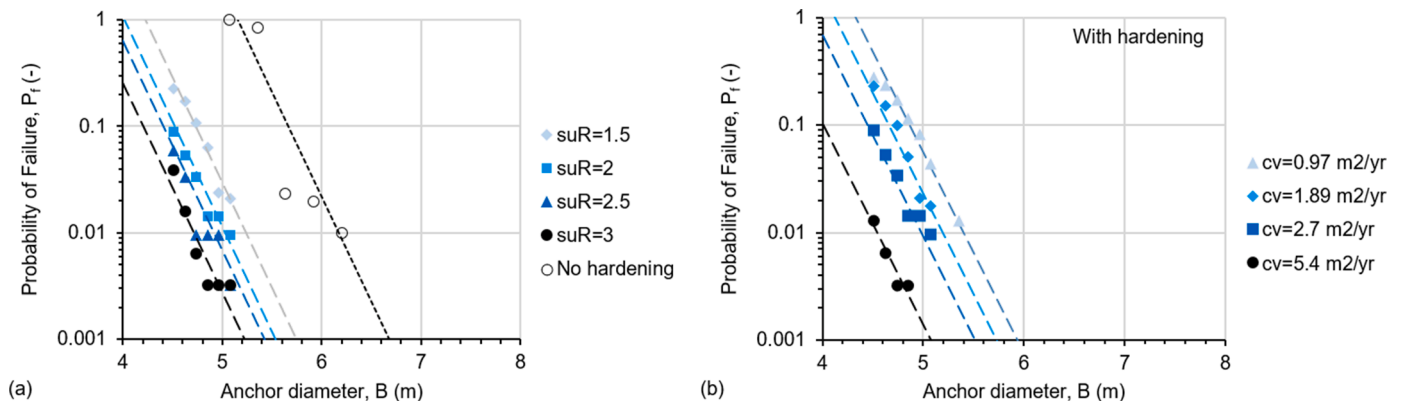 1
0.1
0.01
0.001
Probability of Failure, Pf (-)
4 5 6 7 8
Anchor diameter, B (m)
(a)
suR=1.5
suR=2
suR=2.5
suR=3
No hardening
With hardening
1
0.1
0.01
0.001
Probability of Failure, Pf (-)
4 5 6 7 8
Anchor diameter, B (m)
(b)
cv=0.97 m2/yr
cv=1.89 m2/yr
cv=2.7 m2/yr
cv=5.4 m2/yr